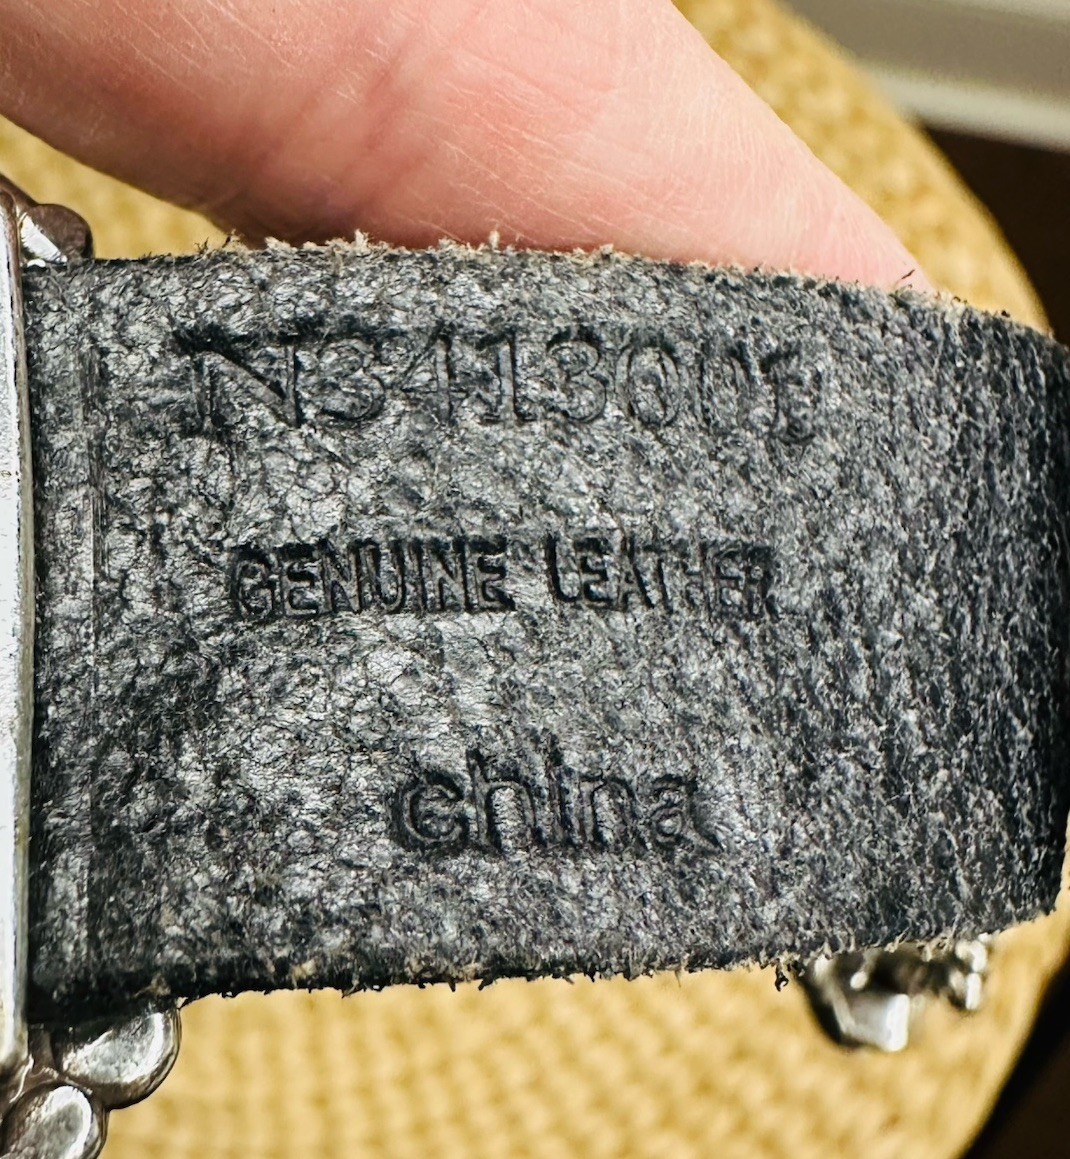 N3413001
GENUINE LEATHER
china